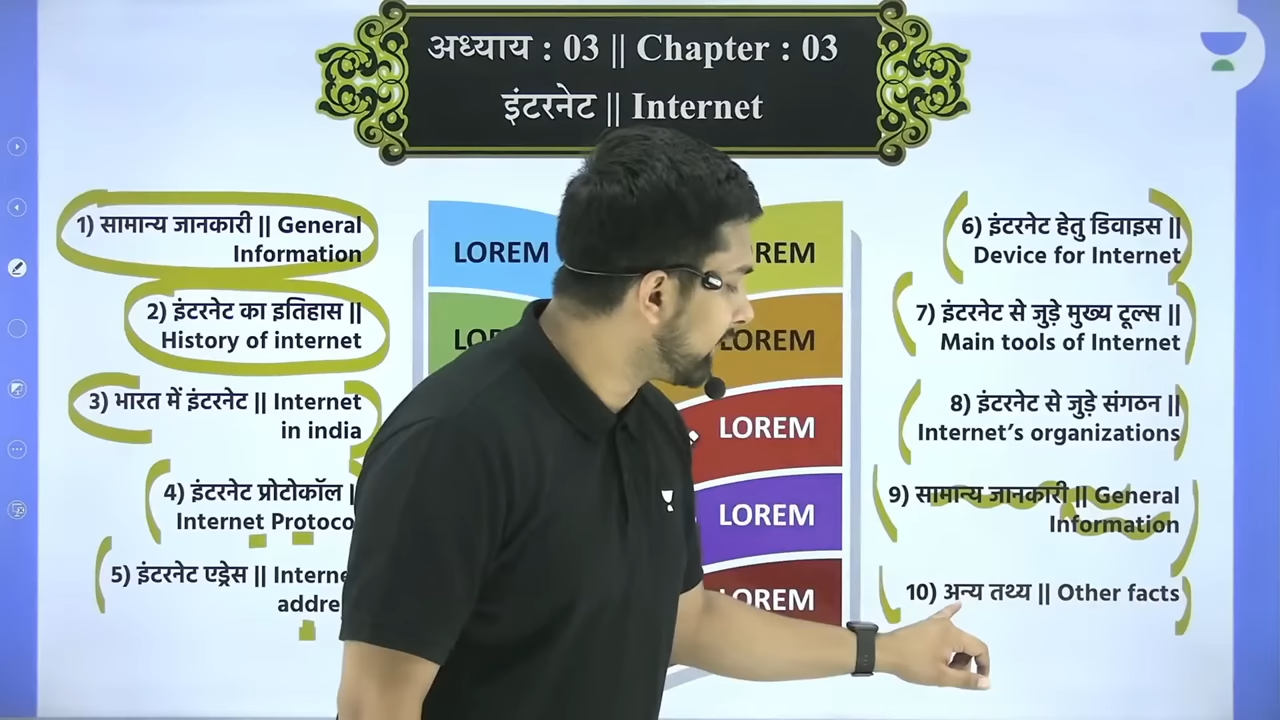 अध्याय : 03 || Chapter : 03
इंटरनेट || Internet
1) सामान्य जानकारी || General
Information
2) इंटरनेट का इतिहास ||
History of internet
3) भारत में इंटरनेट || Internet
in india
4) इंटरनेट प्रोटोकॉल |
Internet Protoco
5) इंटरनेट एड्रेस || Interne
addre
LOREM
LOREM
LOREM
LOREM
LOREM
6) इंटरनेट हेतु डिवाइस ||
Device for Internet
7) इंटरनेट से जुड़े मुख्य टूल्स ||
Main tools of Internet
8) इंटरनेट से जुड़े संगठन ||
Internet’s organizations
9) सामान्य जानकारी || General
Information
10) अन्य तथ्य || Other facts